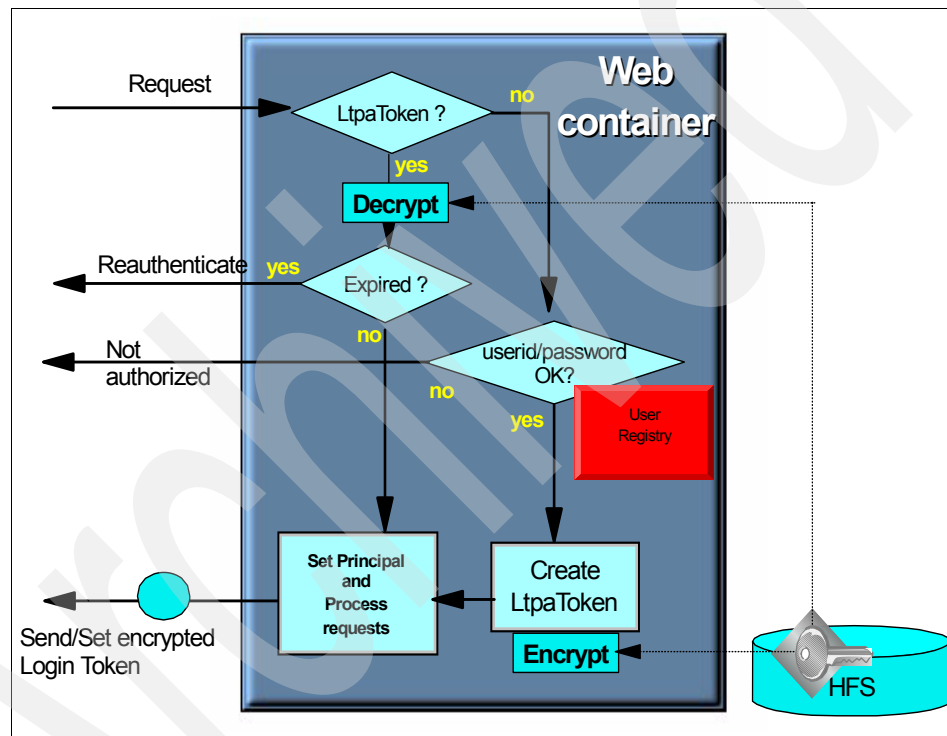 Web
container
Request
LtpaToken ?
no
yes
Decrypt
Reauthenticate
yes
Expired ?
no
Not
authorized
userid/password
OK?
no
yes
User
Registry
Set Principal
and
Process
requests
Create
LtpaToken
Encrypt
Send/Set encrypted
Login Token
HFS
Archived